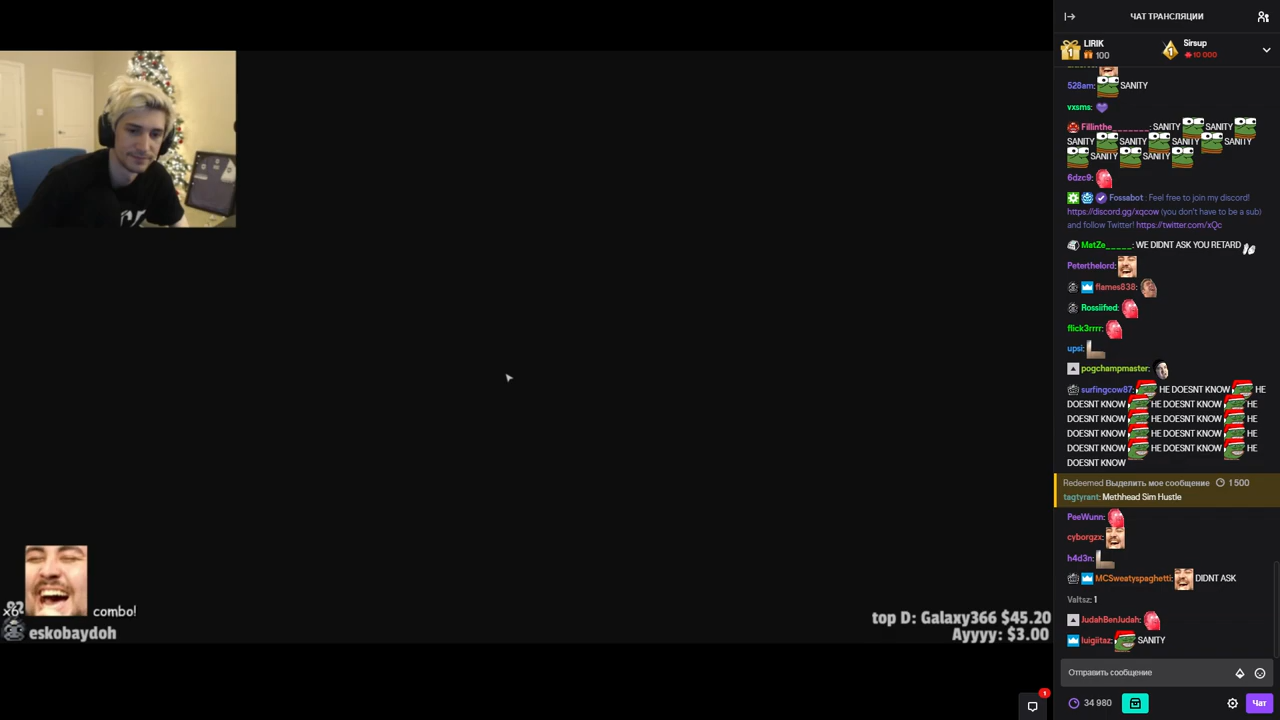 ЧАТ ТРАНСЛЯЦИИ
LIRIK
100
Sirsup
10 000
528am: SANITY
vxsms:
Fillinthe_______: SANITY SANITY
SANITY SANITY SANITY SANITY
SANITY SANITY
6dzc9:
Fossabot: Feel free to join my discord!
https://discord.gg/xqcow (you don't have to be a sub)
and follow Twitter! https://twitter.com/xQc
MatZe_____: WE DIDNT ASK YOU RETARD
Peterthelord:
flames838:
Rossiified:
flick3rrrr:
upsi:
pogchampmaster:
surfingcow87: HE DOESNT KNOW HE
DOESNT KNOW HE DOESNT KNOW HE
DOESNT KNOW HE DOESNT KNOW HE
DOESNT KNOW HE DOESNT KNOW HE
DOESNT KNOW HE DOESNT KNOW HE
DOESNT KNOW
Redeemed Выделить мое сообщение 1 500
tagtyrant: Methhead Sim Hustle
PeeWunn:
cyborgzx:
h4d3n:
MCSweatyspaghetti: DIDNT ASK
Valtsz: 1
JudahBenJudah:
luigiitaz: SANITY
Отправить сообщение
34 980
Чат
1
combo!
eskobaydoh
top D: Galaxy366 $45.20
Ayyyy: $3.00